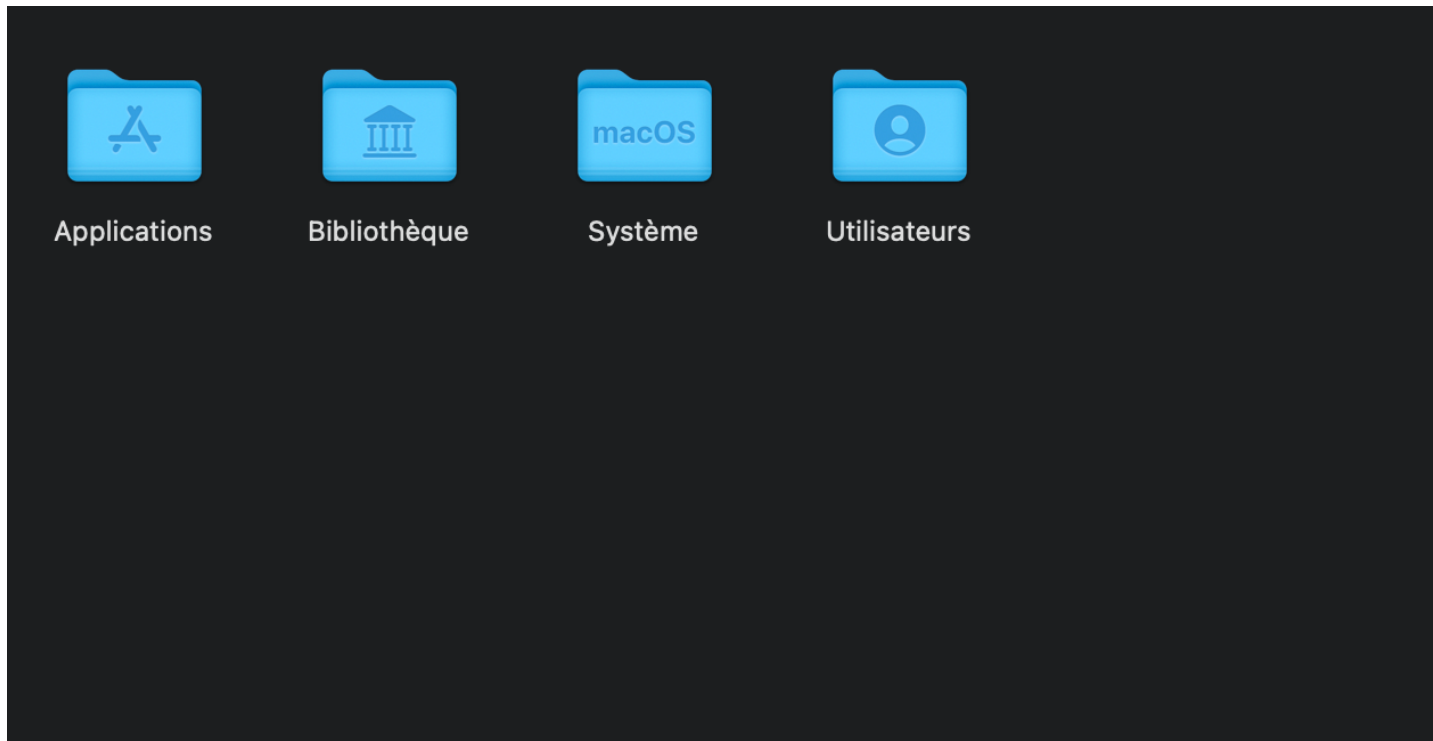 macOS
Applications
Bibliothèque
Système
Utilisateurs